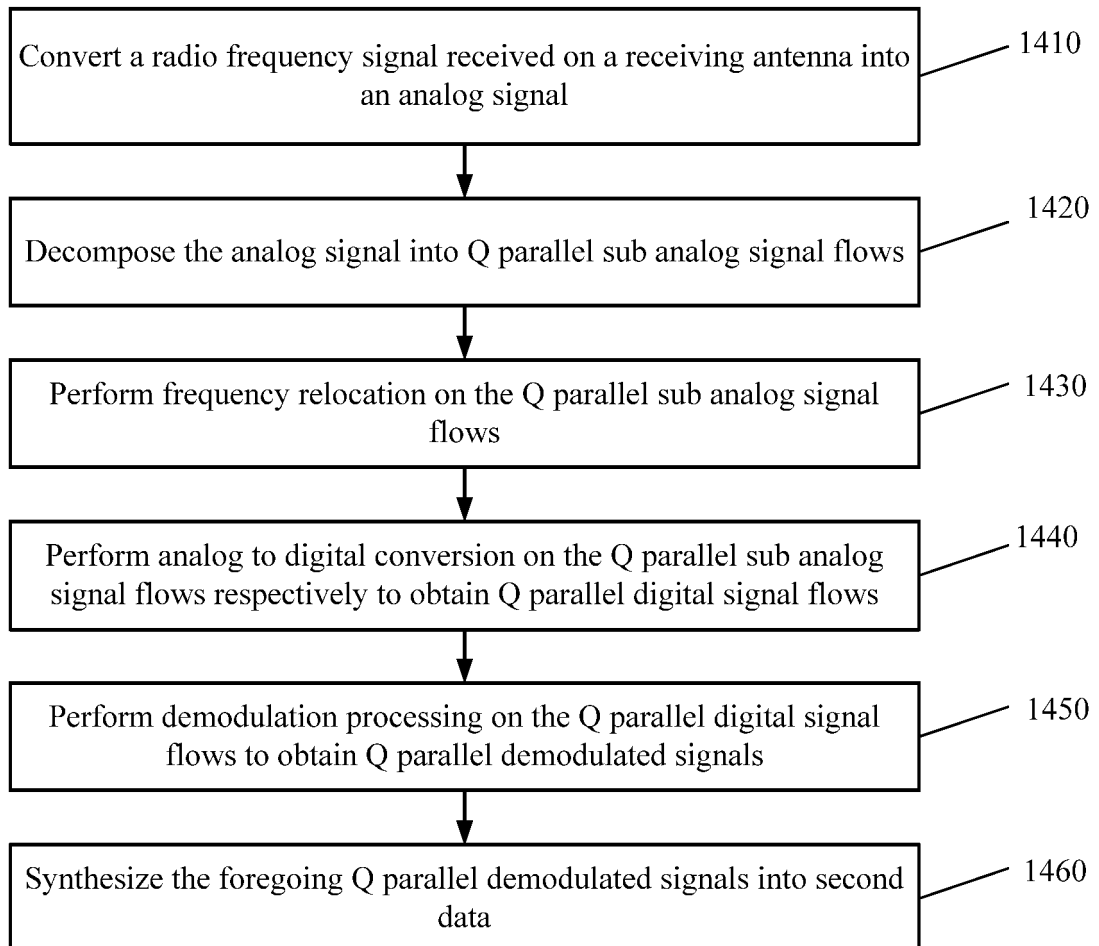 Convert a radio frequency signal received on a receiving antenna into
an analog signal
1410
Decompose the analog signal into Q parallel sub analog signal flows
1420
Perform frequency relocation on the Q parallel sub analog signal
flows
1430
Perform analog to digital conversion on the Q parallel sub analog
signal flows respectively to obtain Q parallel digital signal flows
1440
Perform demodulation processing on the Q parallel digital signal
flows to obtain Q parallel demodulated signals
1450
Synthesize the foregoing Q parallel demodulated signals into second
data
1460